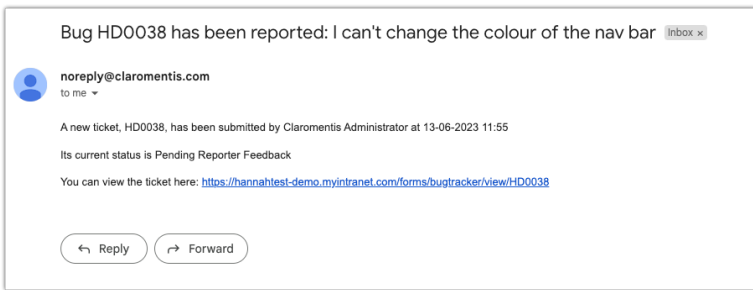 Bug HD0038 has been reported: I can't change the colour of the nav bar Inbox ×
noreply@claromentis.com
to me
A new ticket, HD0038, has been submitted by Claromentis Administrator at 13-06-2023 11:55
Its current status is Pending Reporter Feedback
You can view the ticket here: https://hannahtest-demo.myintranet.com/forms/bugtracker/view/HD0038
Reply Forward